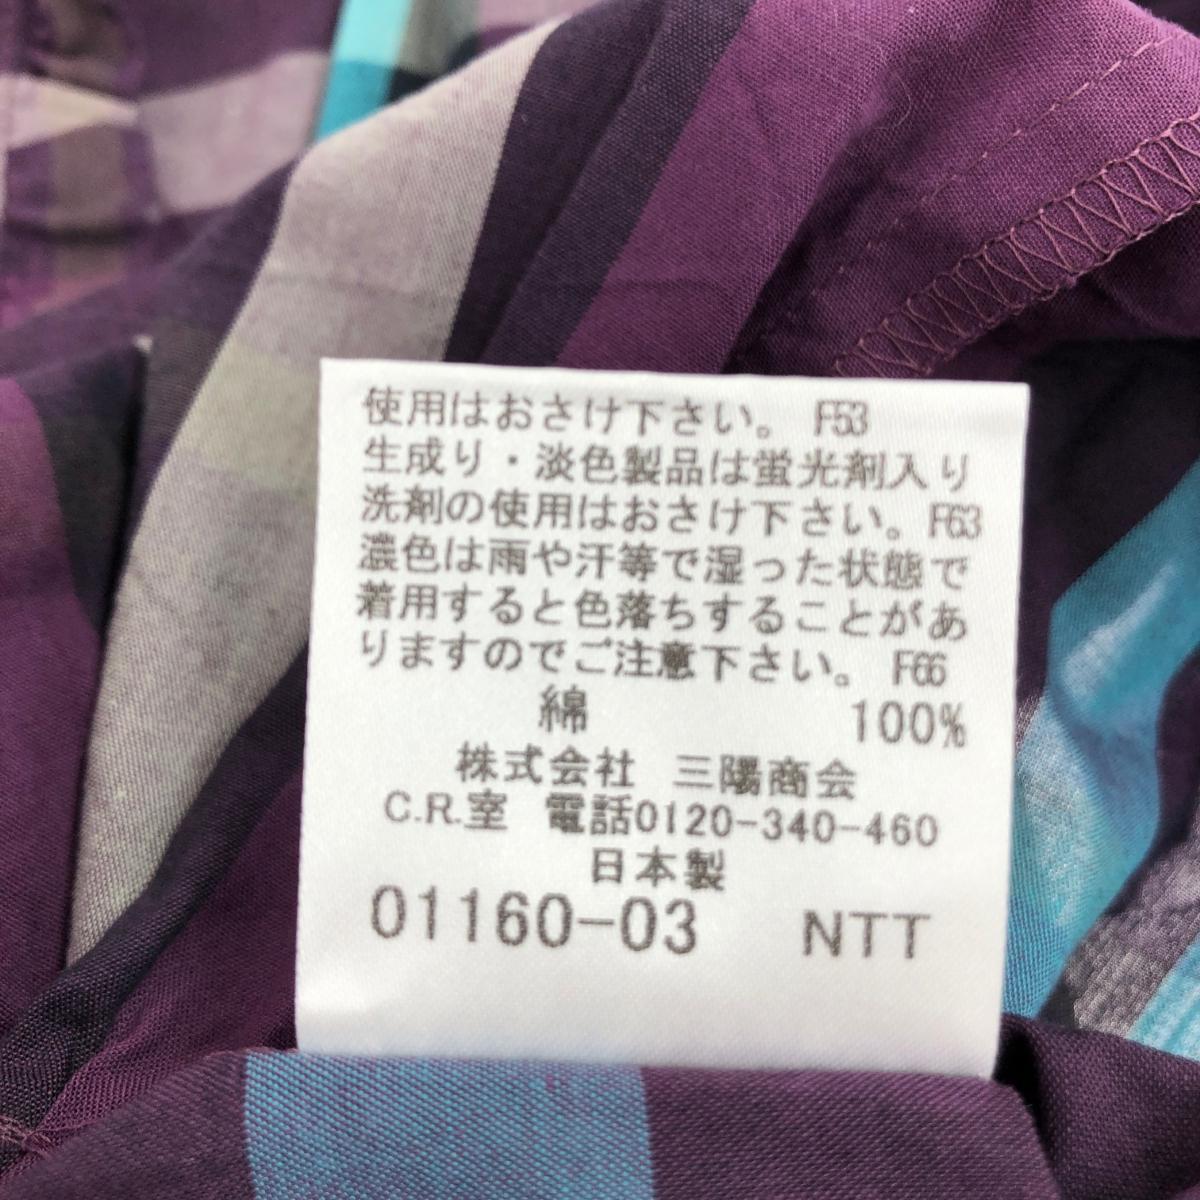 使用はおさけ下さい。 F53
生成り・淡色製品は蛍光剤入り
洗剤の使用はおさけ下さい。F63
濃色は雨や汗等で湿った状態で
着用すると色落ちすることがあ
りますのでご注意下さい。 F66
綿 100%
株式会社 三陽商会
C.R.室 電話0120-340-460
日本製
01160-03 NTT